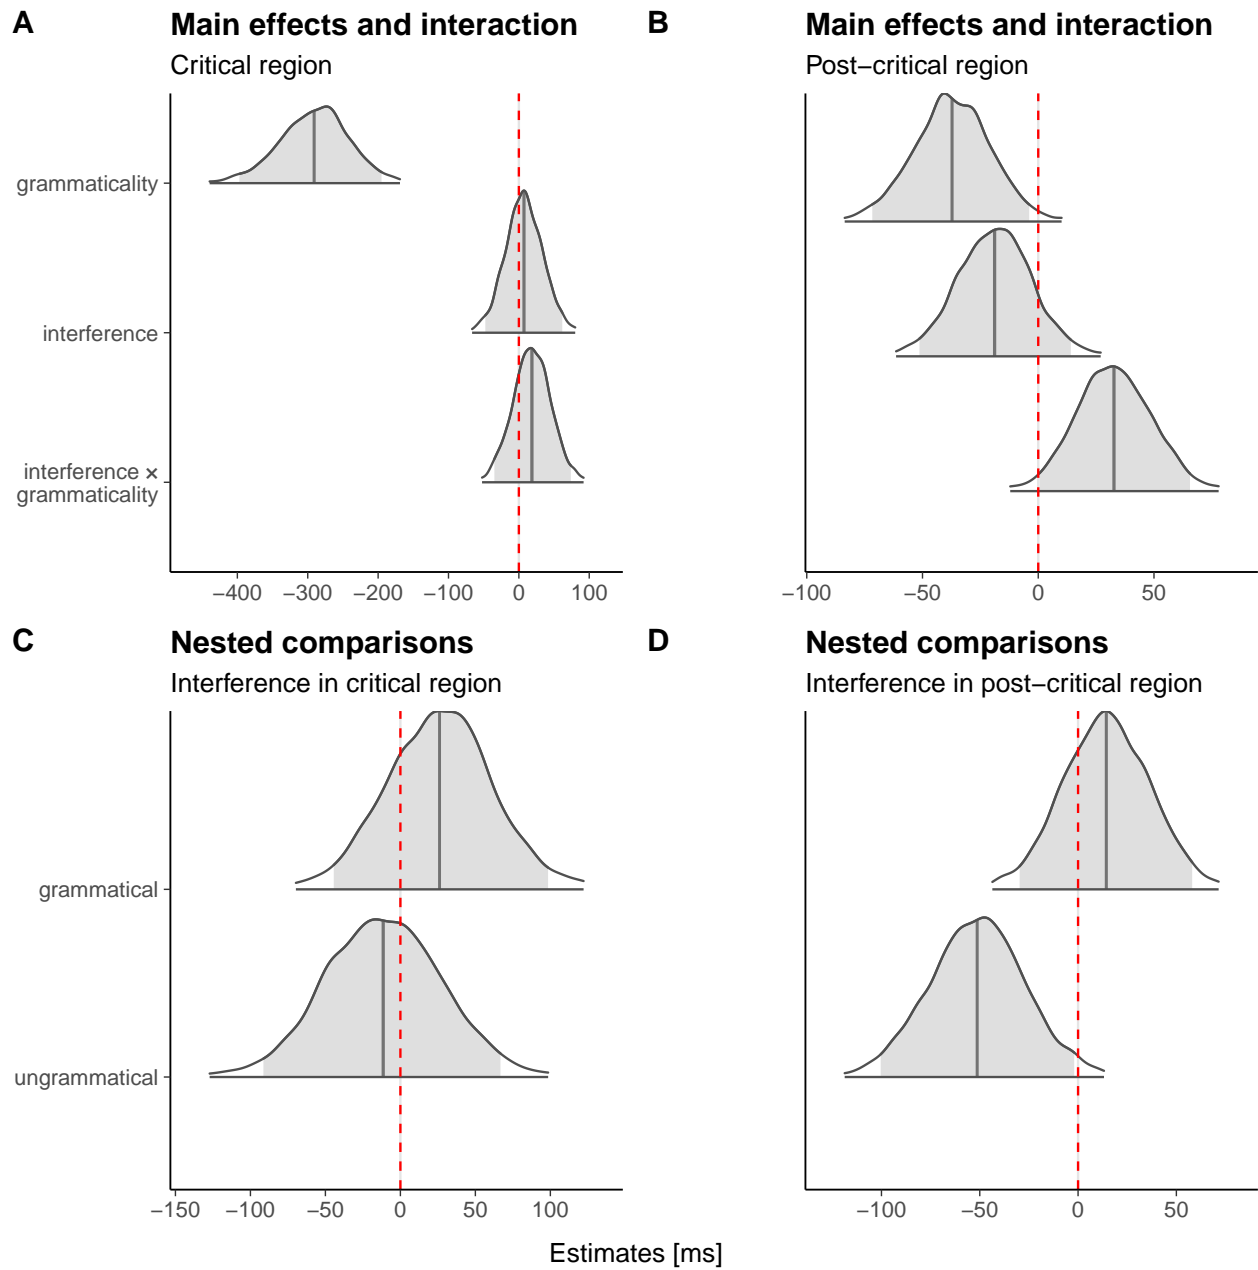 A
Main effects and interaction
Critical region
grammaticality
interference
interference ×
grammaticality
−400 −300 −200 −100 0 100
B
Main effects and interaction
Post−critical region
−100 −50 0 50
C
Nested comparisons
Interference in critical region
grammatical
ungrammatical
−150 −100 −50 0 50 100
D
Nested comparisons
Interference in post−critical region
−100 −50 0 50
Estimates [ms]